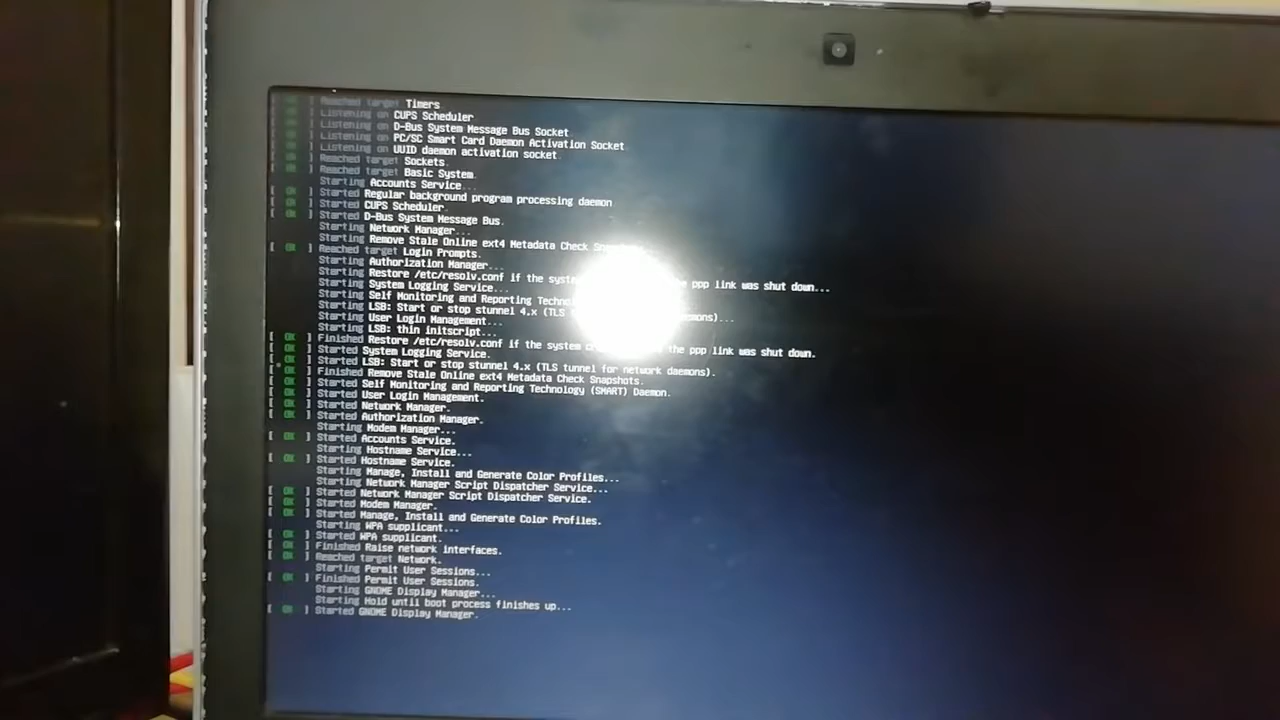 [ OK ] Reached target Timers
[ OK ] Listening on CUPS Scheduler
[ OK ] Listening on D-Bus System Message Bus Socket
[ OK ] Listening on PC/SC Smart Card Daemon Activation Socket
[ OK ] Listening on UUID daemon activation socket
[ OK ] Reached target Sockets.
[ OK ] Reached target Basic System.
Starting Accounts Service...
[ OK ] Started Regular background program processing daemon
[ OK ] Started CUPS Scheduler.
[ OK ] Started D-Bus System Message Bus.
Starting Network Manager...
Starting Remove Stale Online ext4 Metadata Check
[ OK ] Reached target Login Prompts.
Starting Authorization Manager...
Starting Restore /etc/resolv.conf if the ppp link was shut down...
Starting System Logging Service...
Starting Self Monitoring and Reporting
Starting LSB: Start or stop stunnel 4.x (TLS
Starting User Login Management...
Starting LSB: thin initscript...
[ OK ] Finished Restore /etc/resolv.conf if the system the ppp link was shut down.
[ OK ] Started System Logging Service.
[ OK ] Started LSB: Start or stop stunnel 4.x (TLS tunnel for network daemons).
[ OK ] Finished Remove Stale Online ext4 Metadata Check Snapshots.
[ OK ] Started Self Monitoring and Reporting Technology (SMART) Daemon.
[ OK ] Started User Login Management.
[ OK ] Started Network Manager.
[ OK ] Started Authorization Manager.
Starting Modem Manager...
[ OK ] Started Accounts Service.
Starting Hostname Service...
[ OK ] Started Hostname Service.
Starting Manage, Install and Generate Color Profiles...
Starting Network Manager Script Dispatcher Service...
[ OK ] Started Network Manager Script Dispatcher Service.
[ OK ] Started Modem Manager.
[ OK ] Started Manage, Install and Generate Color Profiles.
Starting WPA supplicant...
[ OK ] Started WPA supplicant.
[ OK ] Finished Raise network interfaces.
[ OK ] Reached target Network.
Starting Permit User Sessions...
[ OK ] Finished Permit User Sessions.
Starting GNOME Display Manager...
Starting Hold until boot process finishes up...
[ OK ] Started GNOME Display Manager.